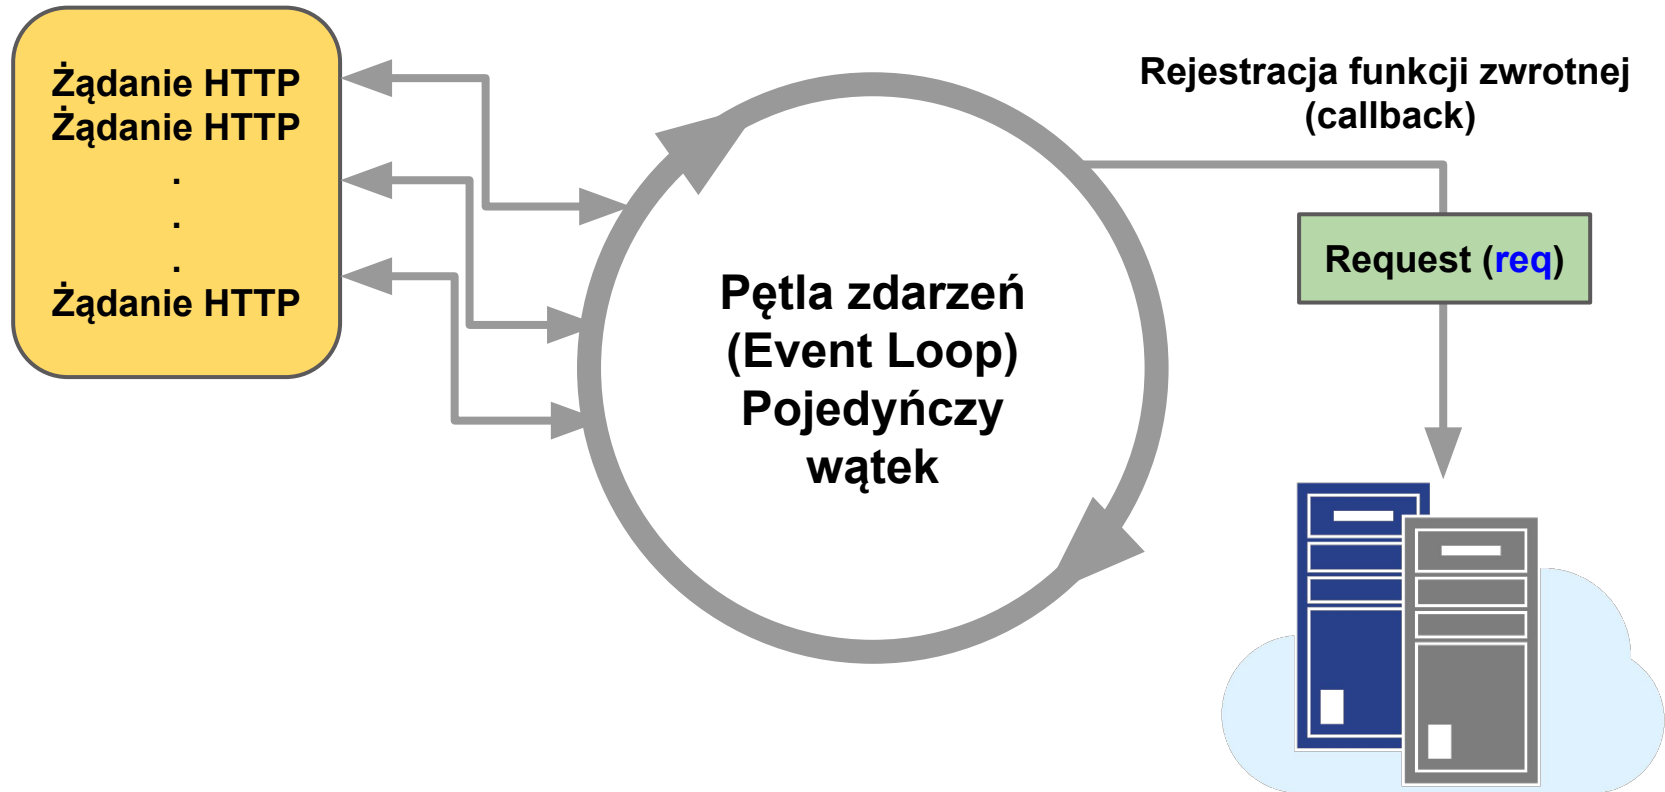 Żądanie HTTP
Żądanie HTTP
.
.
.
Żądanie HTTP
Pętla zdarzeń
(Event Loop)
Pojedyńczy
wątek
Rejestracja funkcji zwrotnej
(callback)
Request (req)